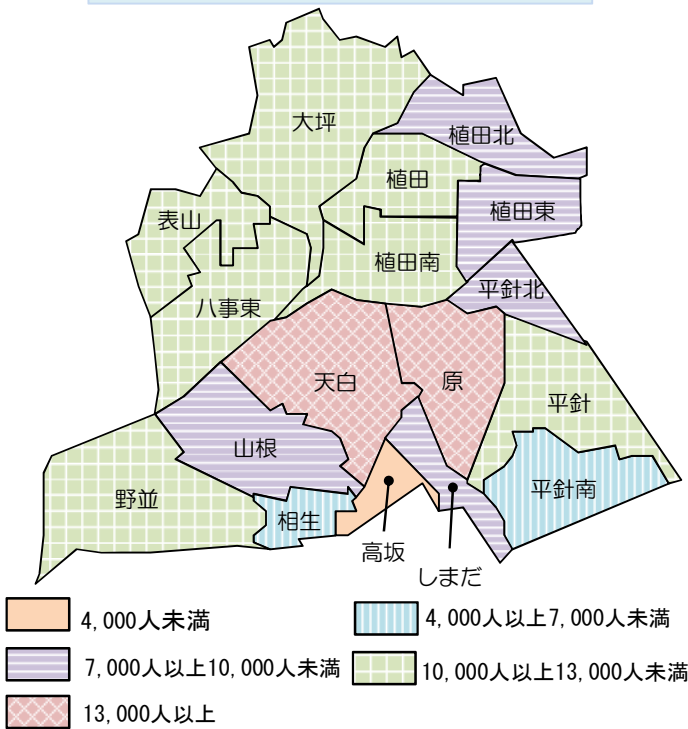 大坪
植田北
植田
植田東
表山
植田南
平針北
八事東
天白
原
平針
山根
平針南
野並
相生
高坂
しまだ
4,000人未満
4,000人以上7,000人未満
7,000人以上10,000人未満
10,000人以上13,000人未満
13,000人以上